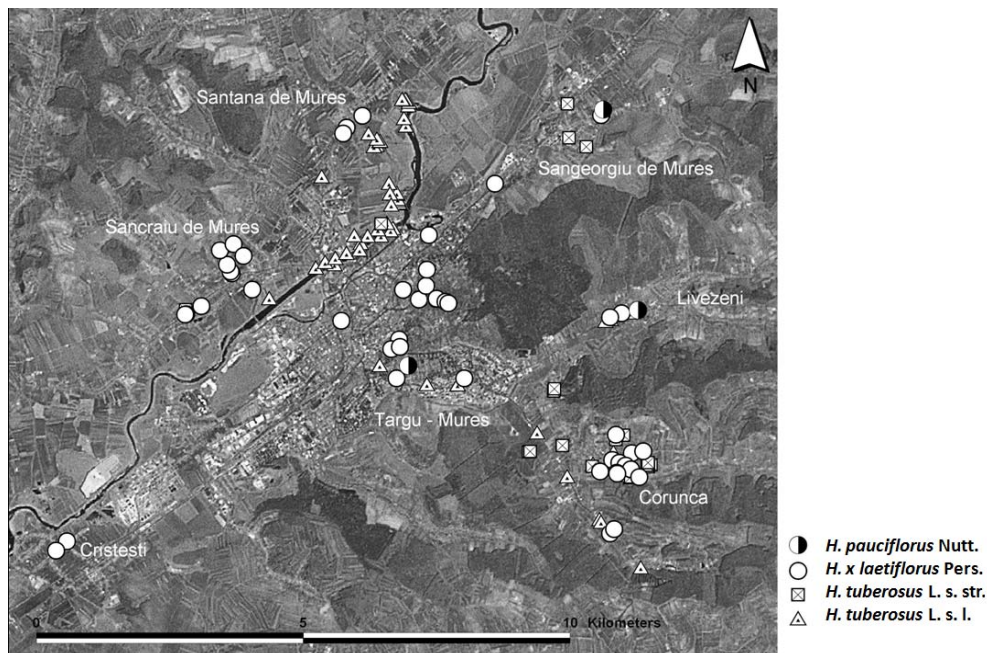 N
Santana de Mures
Sangeorgiu de Mures
Sancraiu de Mures
Livezeni
Targu - Mures
Corunca
Cristesti
0 5 10 Kilometers
H. pauciflorus Nutt.
H. x laetiflorus Pers.
H. tuberosus L. s. str.
H. tuberosus L. s. l.